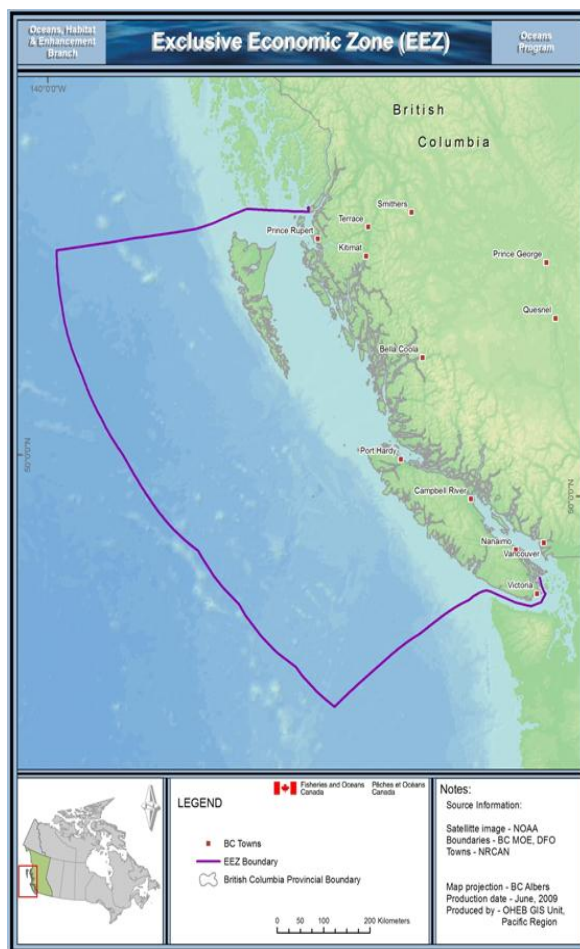 Oceans, Habitat
& Enhancement
Branch
Exclusive Economic Zone (EEZ)
Oceans
Program
140°0'0"W
British
Columbia
Smithers
Terrace
Prince Rupert
Kitimat
Prince George
Quesnel
Bella Coola
50°0'0"N
Port Hardy
50°0'0"N
Campbell River
Nanaimo
Vancouver
Victoria
Fisheries and Oceans
Canada
Pêches et Océans
Canada
LEGEND
BC Towns
EEZ Boundary
British Columbia Provincial Boundary
0 50 100 200 Kilometers
Notes:
Source Information:
Satellitte image - NOAA
Boundaries - BC MOE, DFO
Towns - NRCAN
Map projection - BC Albers
Production date - June, 2009
Produced by - OHEB GIS Unit,
Pacific Region